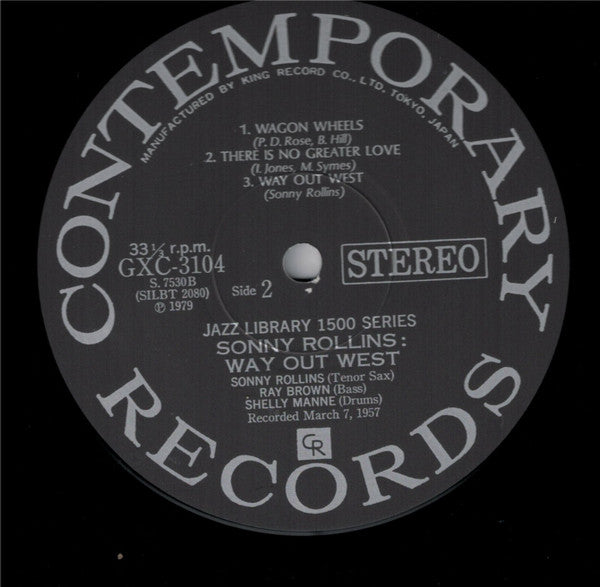 CONTEMPORARY
MANUFACTURED BY KING RECORD CO., LTD. TOKYO, JAPAN
1. WAGON WHEELS
(P. D. Rose, B. Hill)
2. THERE IS NO GREATER LOVE
(I. Jones, M. Symes)
3. WAY OUT WEST
(Sonny Rollins)
33⅓ r.p.m.
GXC-3104
S. 7530B
(SILBT 2080)
Ⓟ 1979
Side 2
STEREO
JAZZ LIBRARY 1500 SERIES
SONNY ROLLINS:
WAY OUT WEST
SONNY ROLLINS (Tenor Sax)
RAY BROWN (Bass)
SHELLY MANNE (Drums)
Recorded March 7, 1957
CR
RECORDS